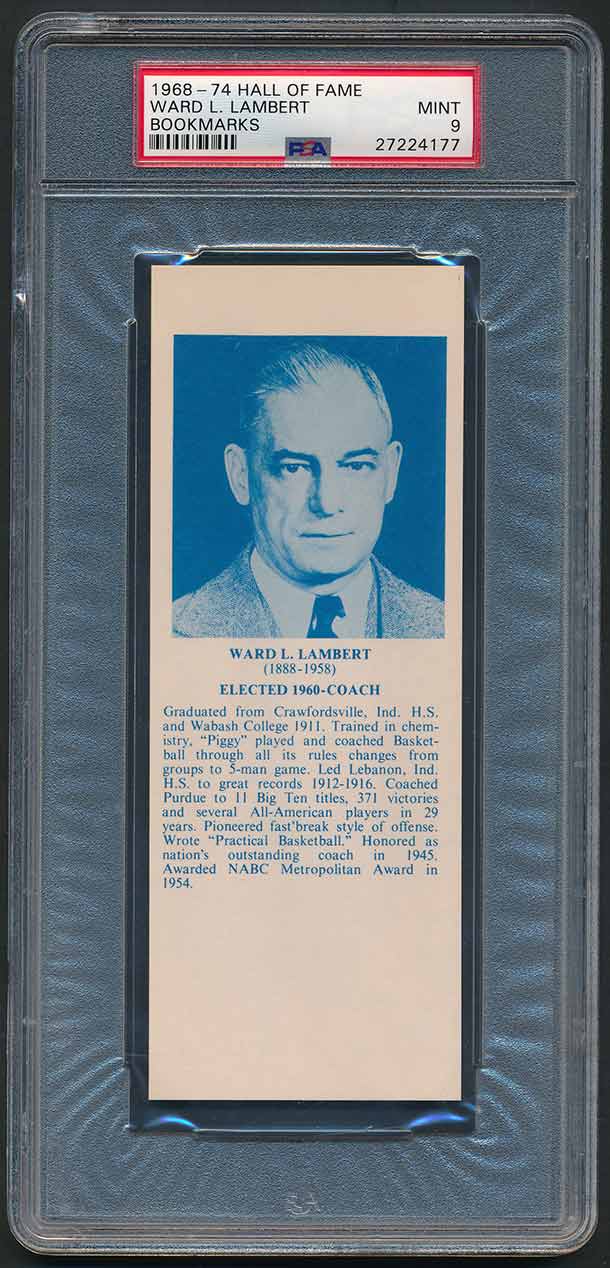 1968 – 74 HALL OF FAME
WARD L. LAMBERT MINT
BOOKMARKS 9
PSA 27224177
WARD L. LAMBERT
(1888-1958)
ELECTED 1960-COACH
Graduated from Crawfordsville, Ind. H.S.
and Wabash College 1911. Trained in chem-
istry, “Piggy” played and coached Basket-
ball through all its rules changes from
groups to 5-man game. Led Lebanon, Ind.
H.S. to great records 1912-1916. Coached
Purdue to 11 Big Ten titles, 371 victories
and several All-American players in 29
years. Pioneered fast'break style of offense.
Wrote “Practical Basketball.” Honored as
nation's outstanding coach in 1945.
Awarded NABC Metropolitan Award in
1954.
PSA